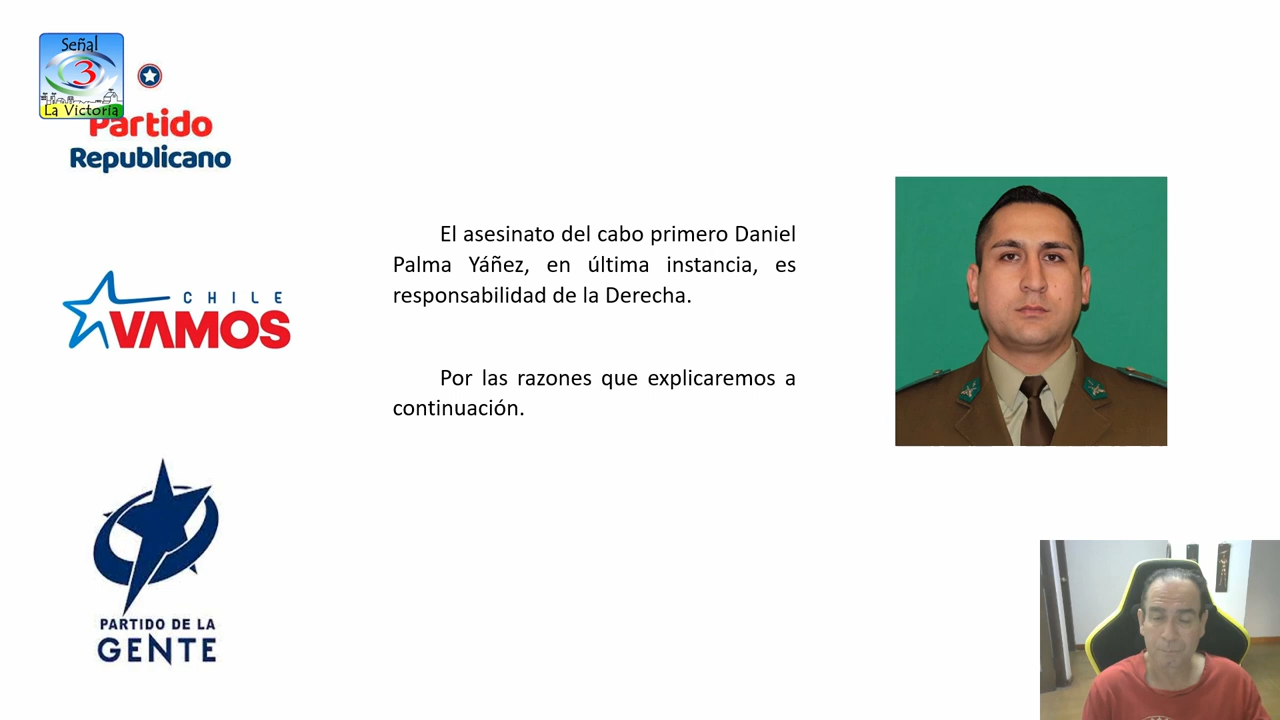 Señal
3
La Victoria
Partido
Republicano
CHILE
VAMOS
PARTIDO DE LA
GENTE
El asesinato del cabo primero Daniel
Palma Yáñez, en última instancia, es
responsabilidad de la Derecha.
Por las razones que explicaremos a
continuación.